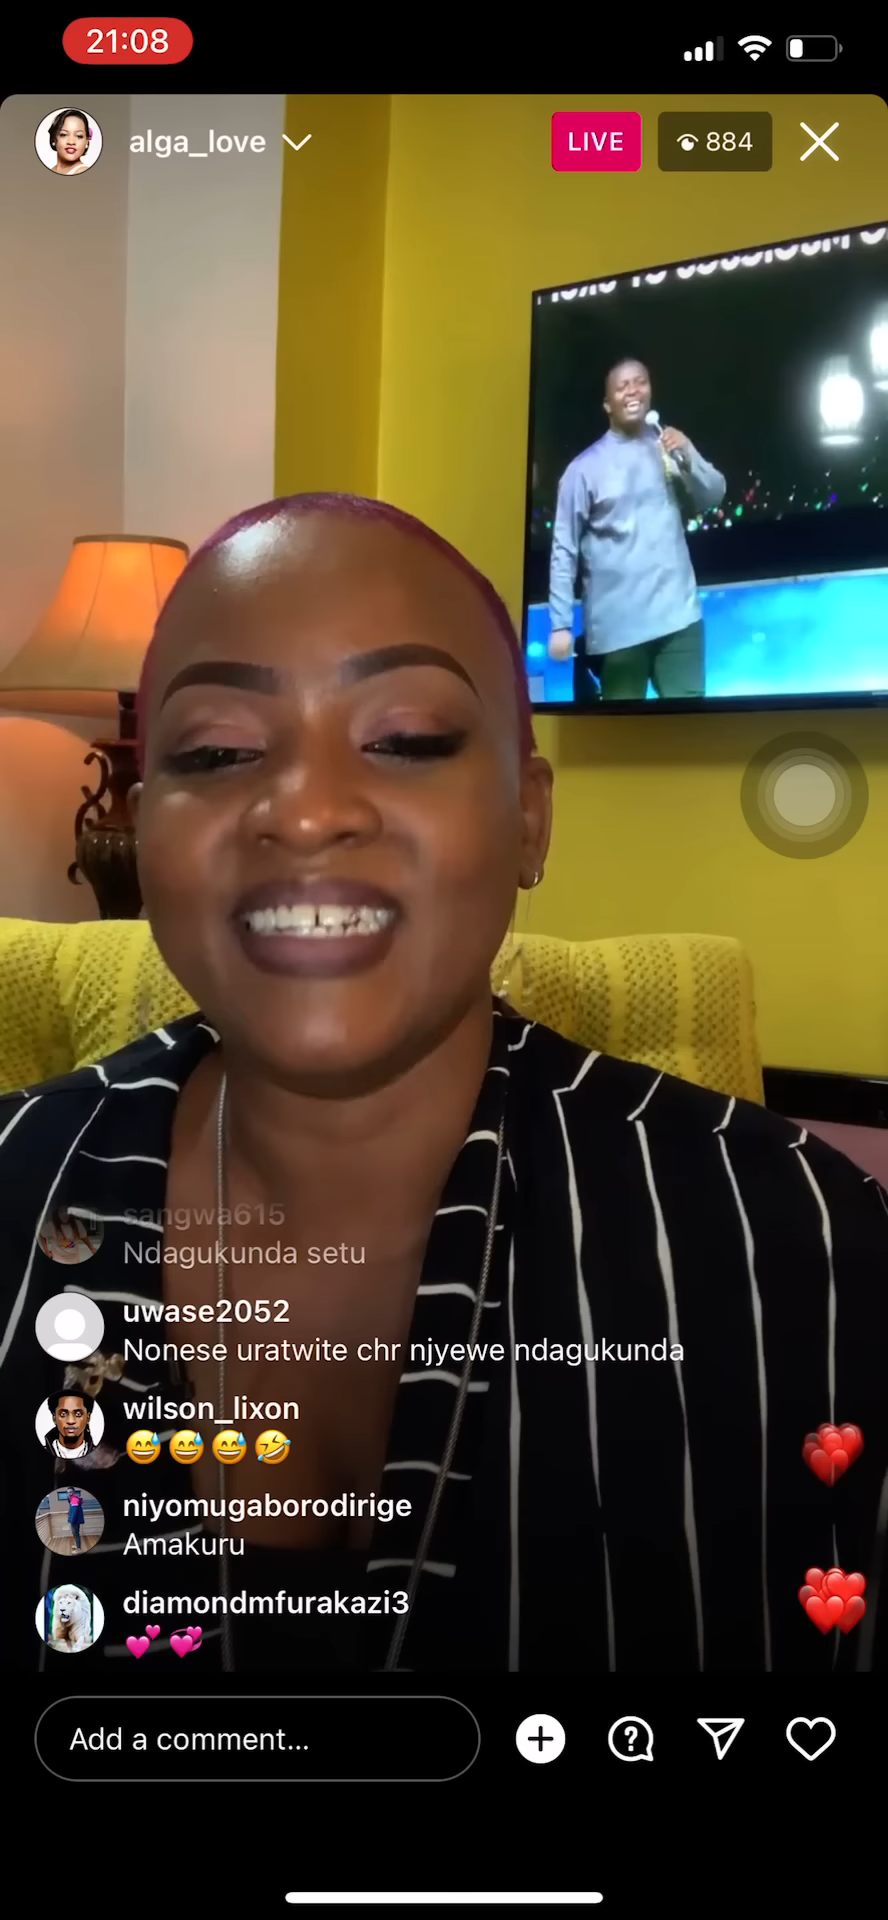 21:08
alga_love
LIVE
884
sangwa615
Ndagukunda setu
uwase2052
Nonese uratwite chr njyewe ndagukunda
wilson_lixon
😅😅😅🤣
niyomugaborodirige
Amakuru
diamondmfurakazi3
💕💞
Add a comment...